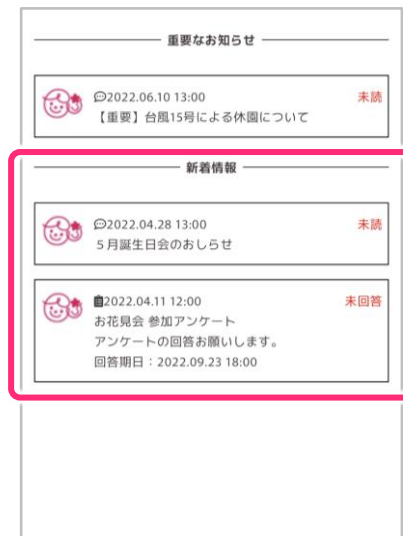 重要なお知らせ
2022.06.10 13:00 未読
【重要】台風15号による休園について
新着情報
2022.04.28 13:00 未読
５月誕生日会のおしらせ
2022.04.11 12:00 未回答
お花見会 参加アンケート
アンケートの回答お願いします。
回答期日：2022.09.23 18:00